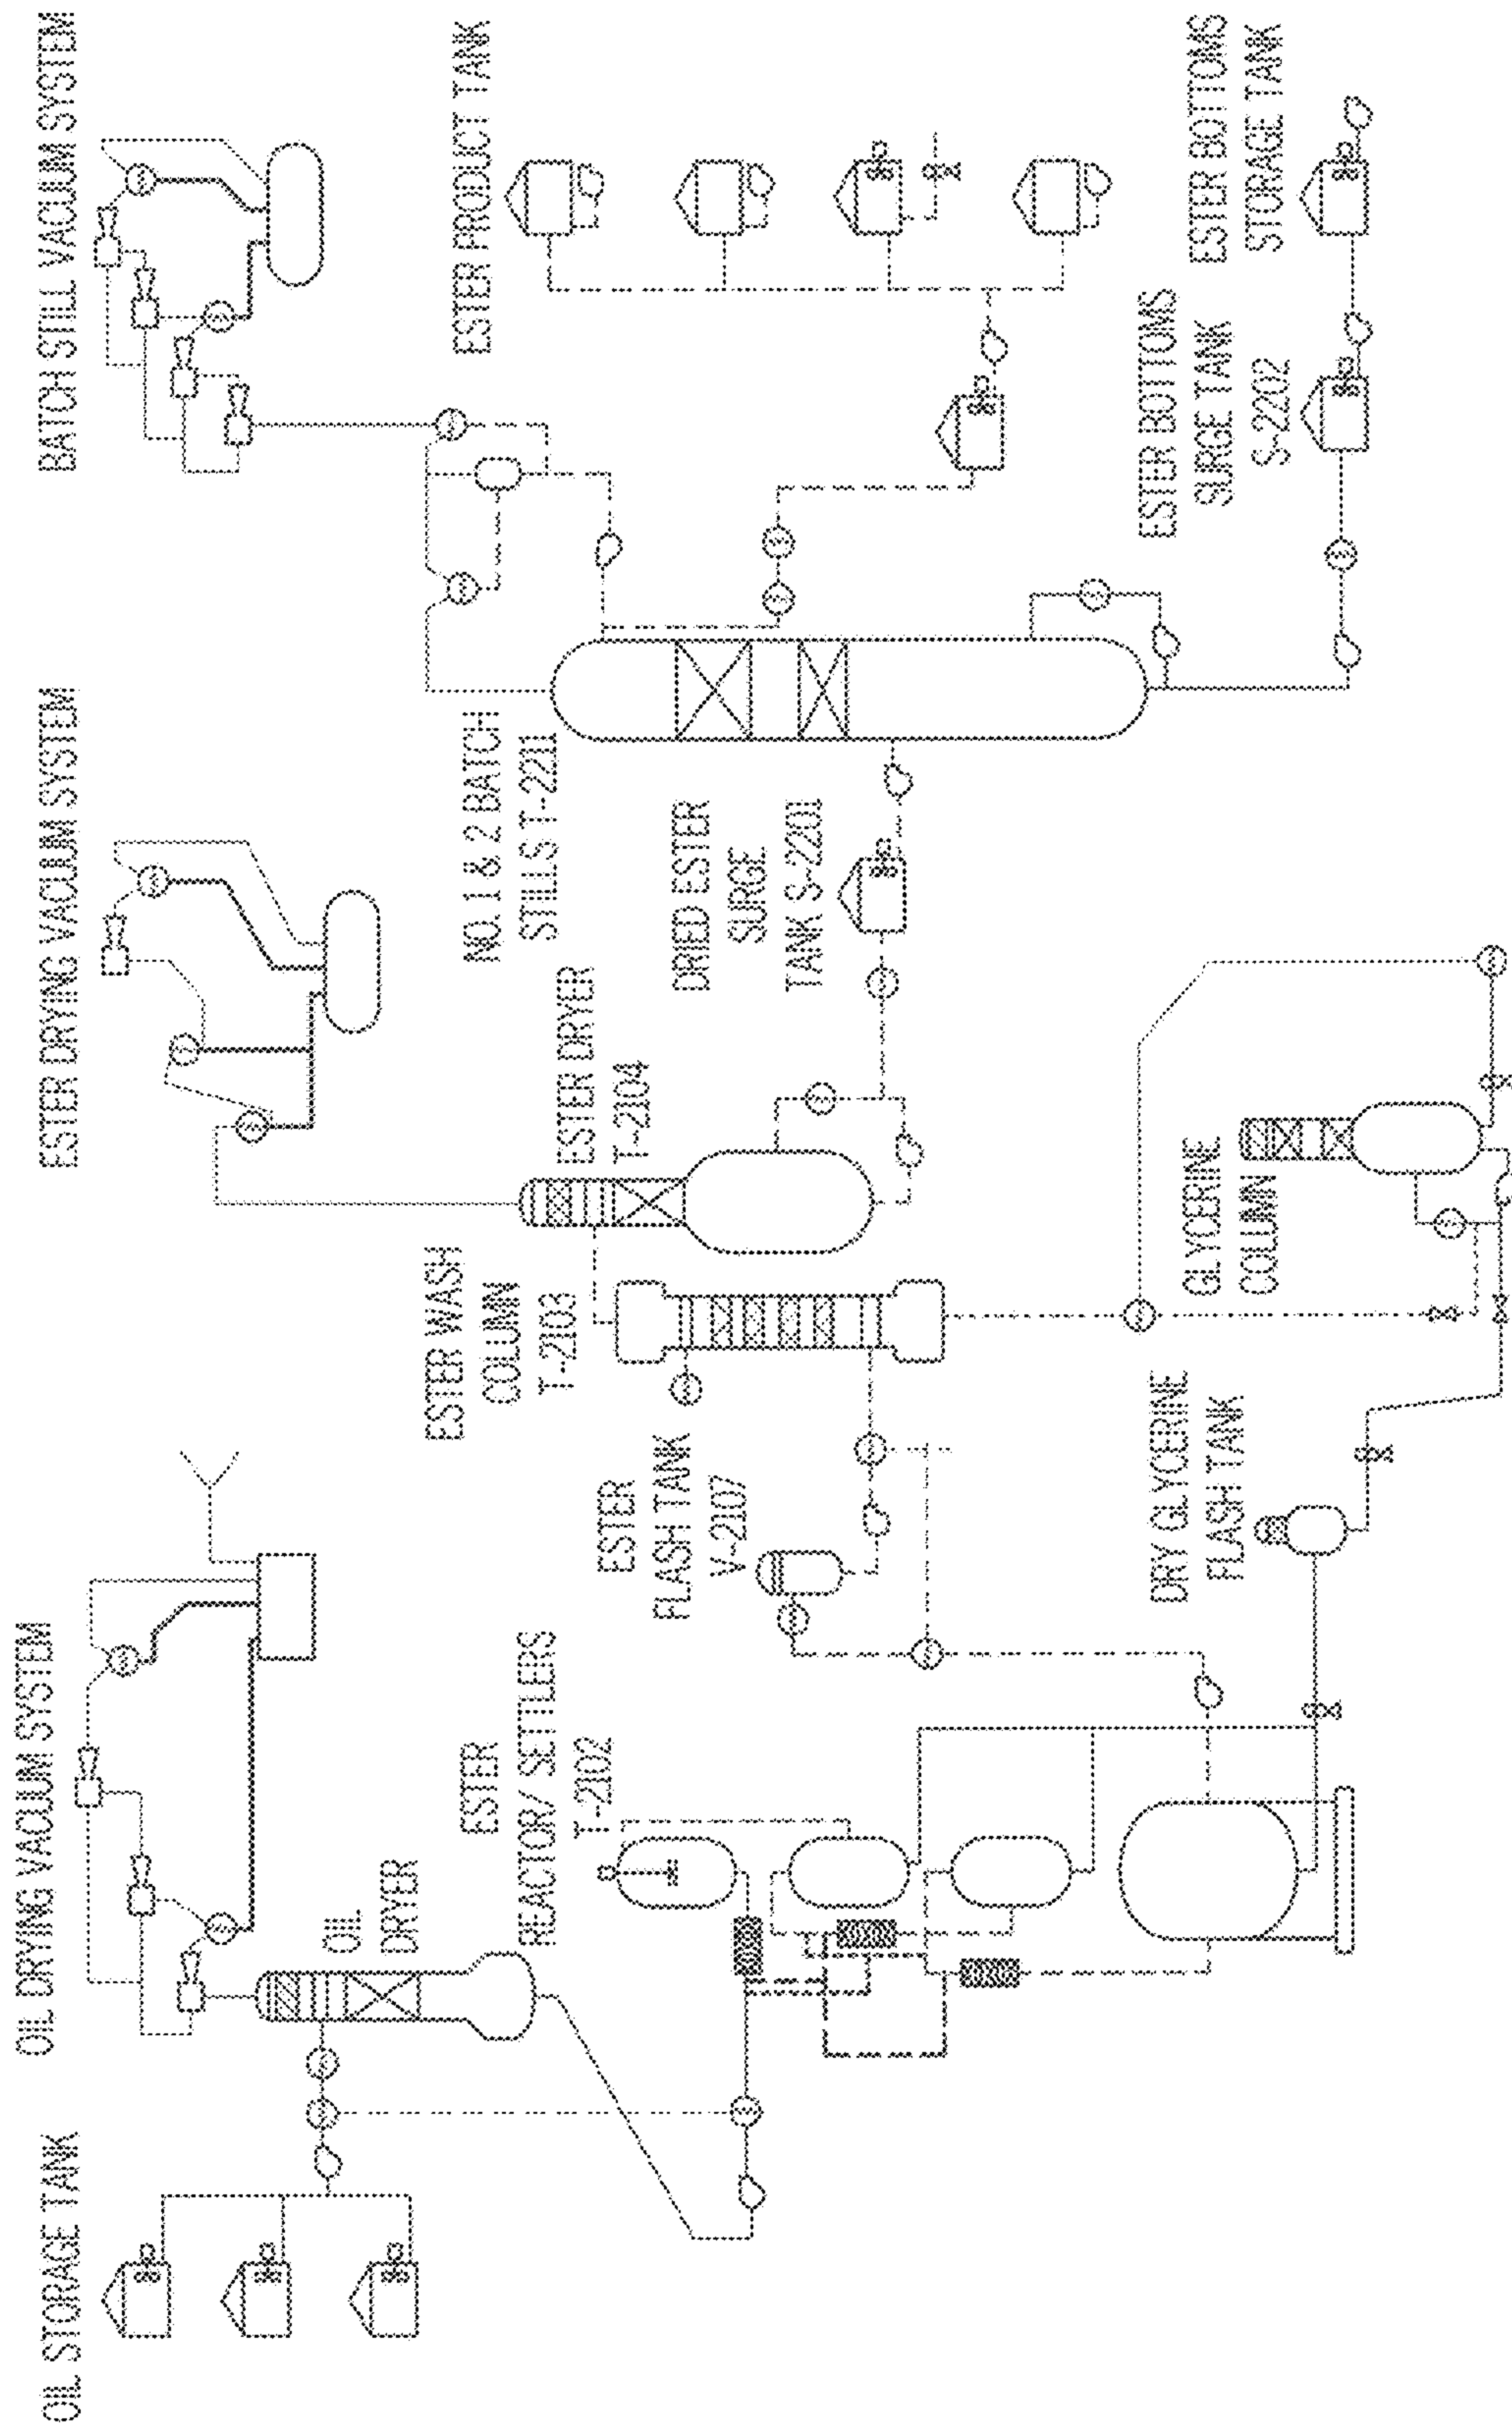 OIL STORAGE TANK
OIL DRYING VACUUM SYSTEM
ESTER DRYING VACUUM SYSTEM
BATCH STILL VACUUM SYSTEM
OIL
DRYER
ESTER
REACTOR/ SETTLERS
T-2102
ESTER WASH
COLUMN
T-2103
ESTER DRYER
T-2104
NO. 1 & 2 BATCH
STILLS T-2211
ESTER PRODUCT TANK
ESTER
FLASH TANK
V-2107
DRIED ESTER
SURGE
TANK S-2201
DRY GLYCERINE
FLASH TANK
GLYCERINE
COLUMN
ESTER BOTTOMS
SURGE TANK
S-2202
ESTER BOTTOMS
STORAGE TANK